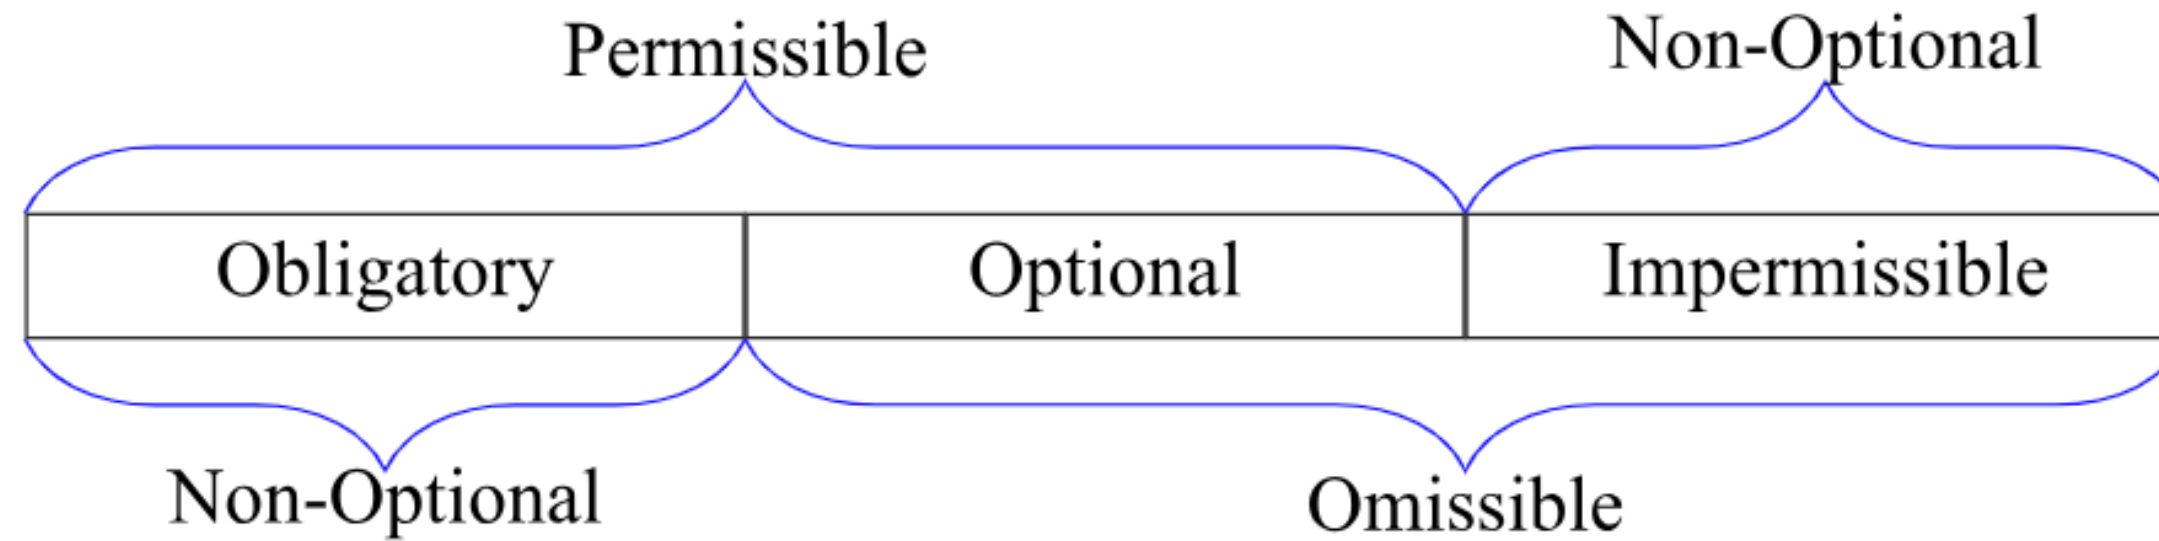 Permissible
Non-Optional
Obligatory
Optional
Impermissible
Non-Optional
Omissible